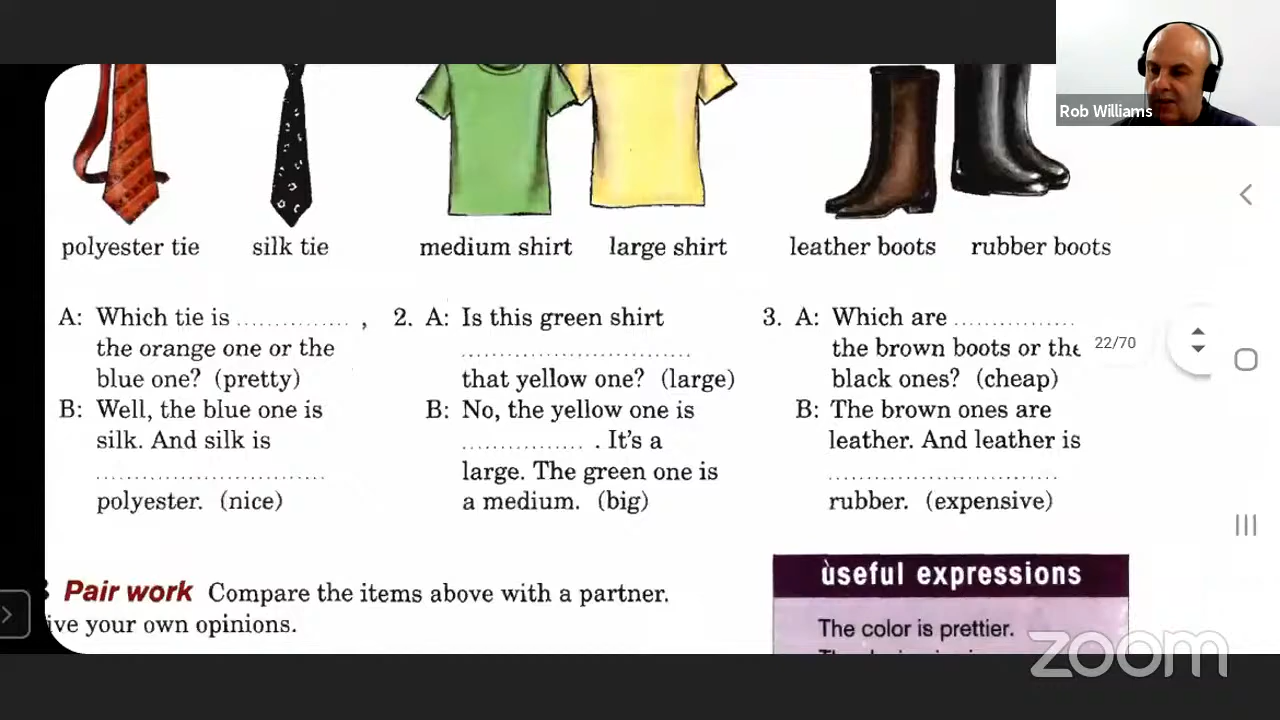 Rob Williams
polyester tie silk tie medium shirt large shirt leather boots rubber boots
A: Which tie is .............. ,
the orange one or the
blue one? (pretty)
B: Well, the blue one is
silk. And silk is
..............................
polyester. (nice)
2. A: Is this green shirt
..............................
that yellow one? (large)
B: No, the yellow one is
................ . It's a
large. The green one is
a medium. (big)
3. A: Which are ................
the brown boots or the
black ones? (cheap)
B: The brown ones are
leather. And leather is
..............................
rubber. (expensive)
22/70
Pair work Compare the items above with a partner.
ive your own opinions.
useful expressions
The color is prettier.
zoom